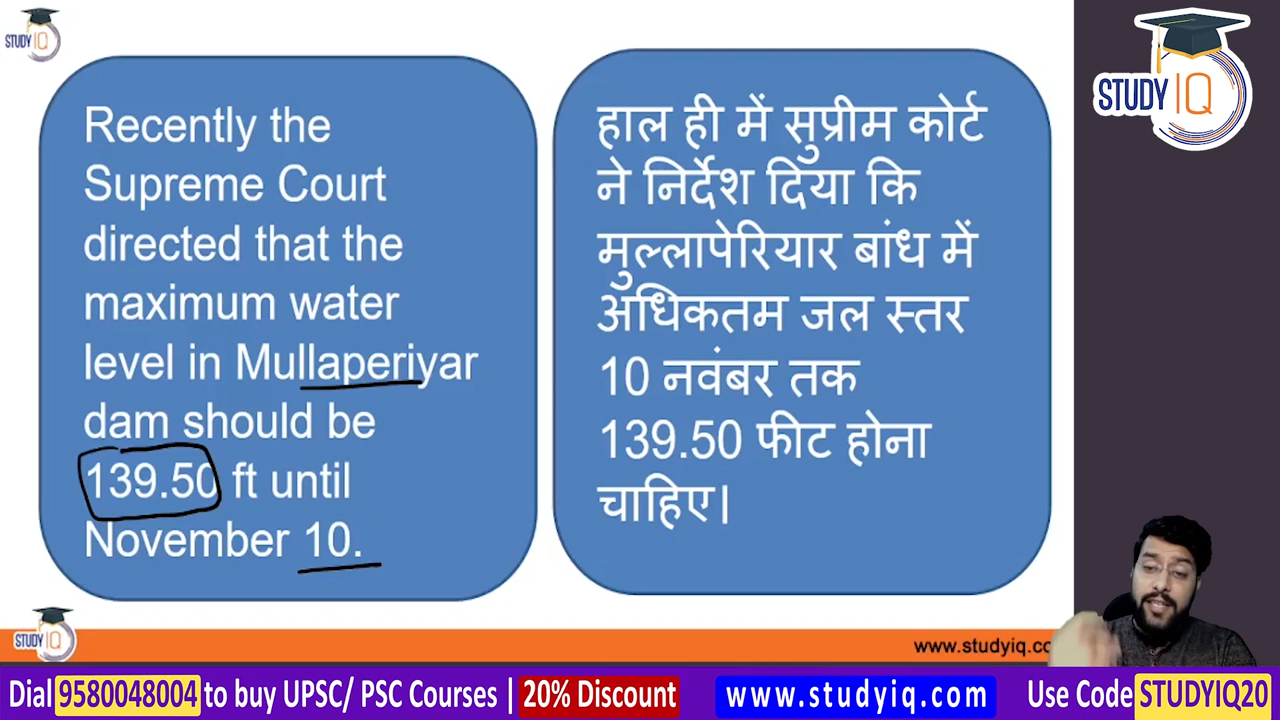 STUDY IQ
Recently the
Supreme Court
directed that the
maximum water
level in Mullaperiyar
dam should be
139.50 ft until
November 10.
हाल ही में सुप्रीम कोर्ट
ने निर्देश दिया कि
मुल्लापेरियार बांध में
अधिकतम जल स्तर
10 नवंबर तक
139.50 फीट होना
चाहिए।
STUDY IQ
STUDY IQ
www.studyiq.co
Dial 9580048004 to buy UPSC/ PSC Courses | 20% Discount www.studyiq.com Use Code STUDYIQ20